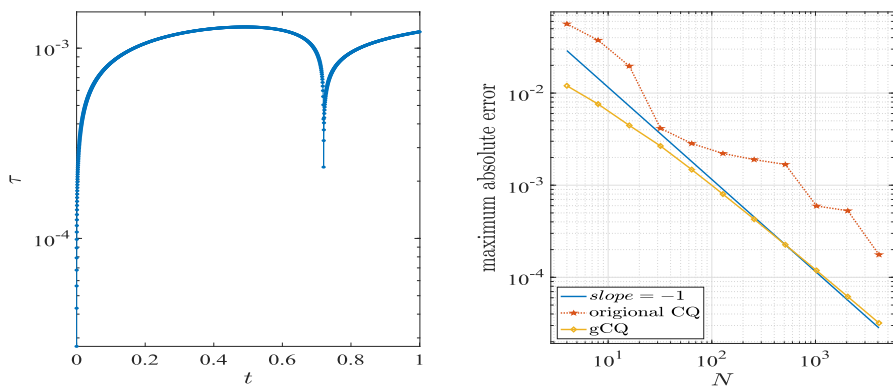 10^-3
10^-4
τ
0
0.2
0.4
0.6
0.8
1
t
10^-2
10^-3
10^-4
maximum absolute error
10^1
10^2
10^3
N
slope = −1
origional CQ
gCQ